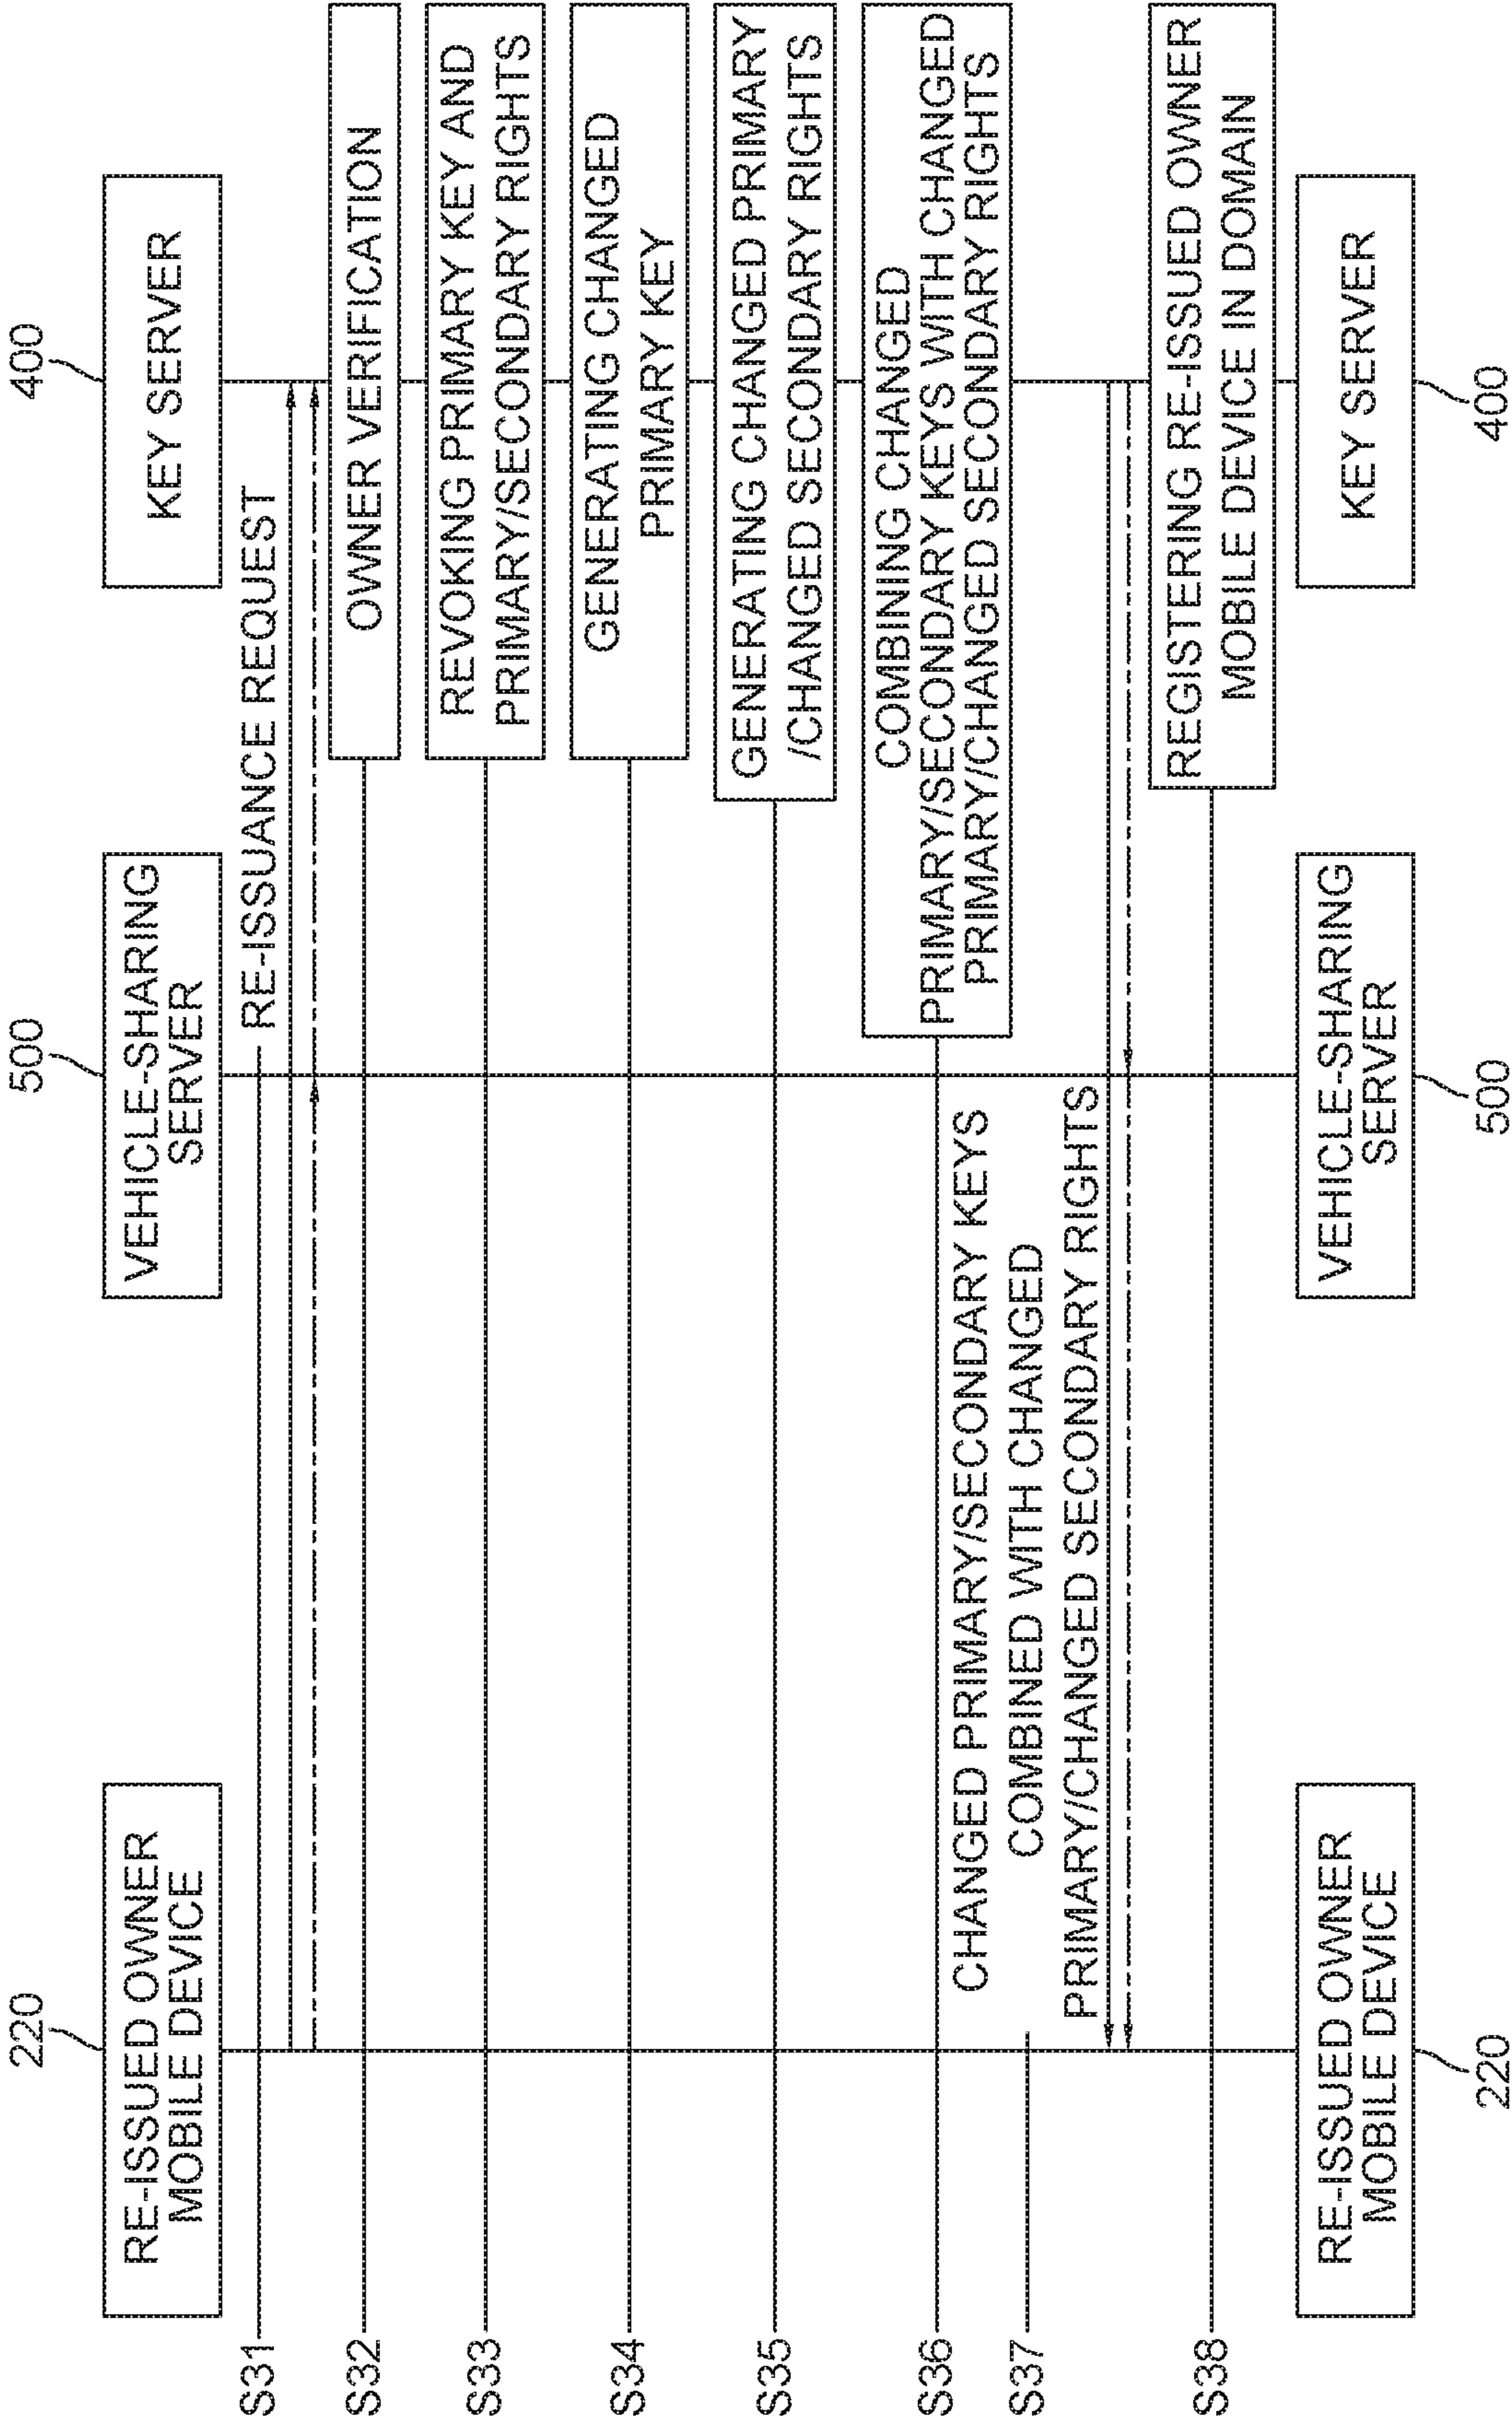 220
500
400
RE-ISSUED OWNER
MOBILE DEVICE
VEHICLE-SHARING
SERVER
KEY SERVER
S31
RE-ISSUANCE REQUEST
S32
OWNER VERIFICATION
S33
REVOKING PRIMARY KEY AND
PRIMARY/SECONDARY RIGHTS
S34
GENERATING CHANGED
PRIMARY KEY
S35
GENERATING CHANGED PRIMARY
/CHANGED SECONDARY RIGHTS
S36
COMBINING CHANGED
PRIMARY/SECONDARY KEYS WITH CHANGED
PRIMARY/CHANGED SECONDARY RIGHTS
S37
CHANGED PRIMARY/SECONDARY KEYS
COMBINED WITH CHANGED
PRIMARY/CHANGED SECONDARY RIGHTS
S38
REGISTERING RE-ISSUED OWNER
MOBILE DEVICE IN DOMAIN
RE-ISSUED OWNER
MOBILE DEVICE
VEHICLE-SHARING
SERVER
KEY SERVER
220
500
400